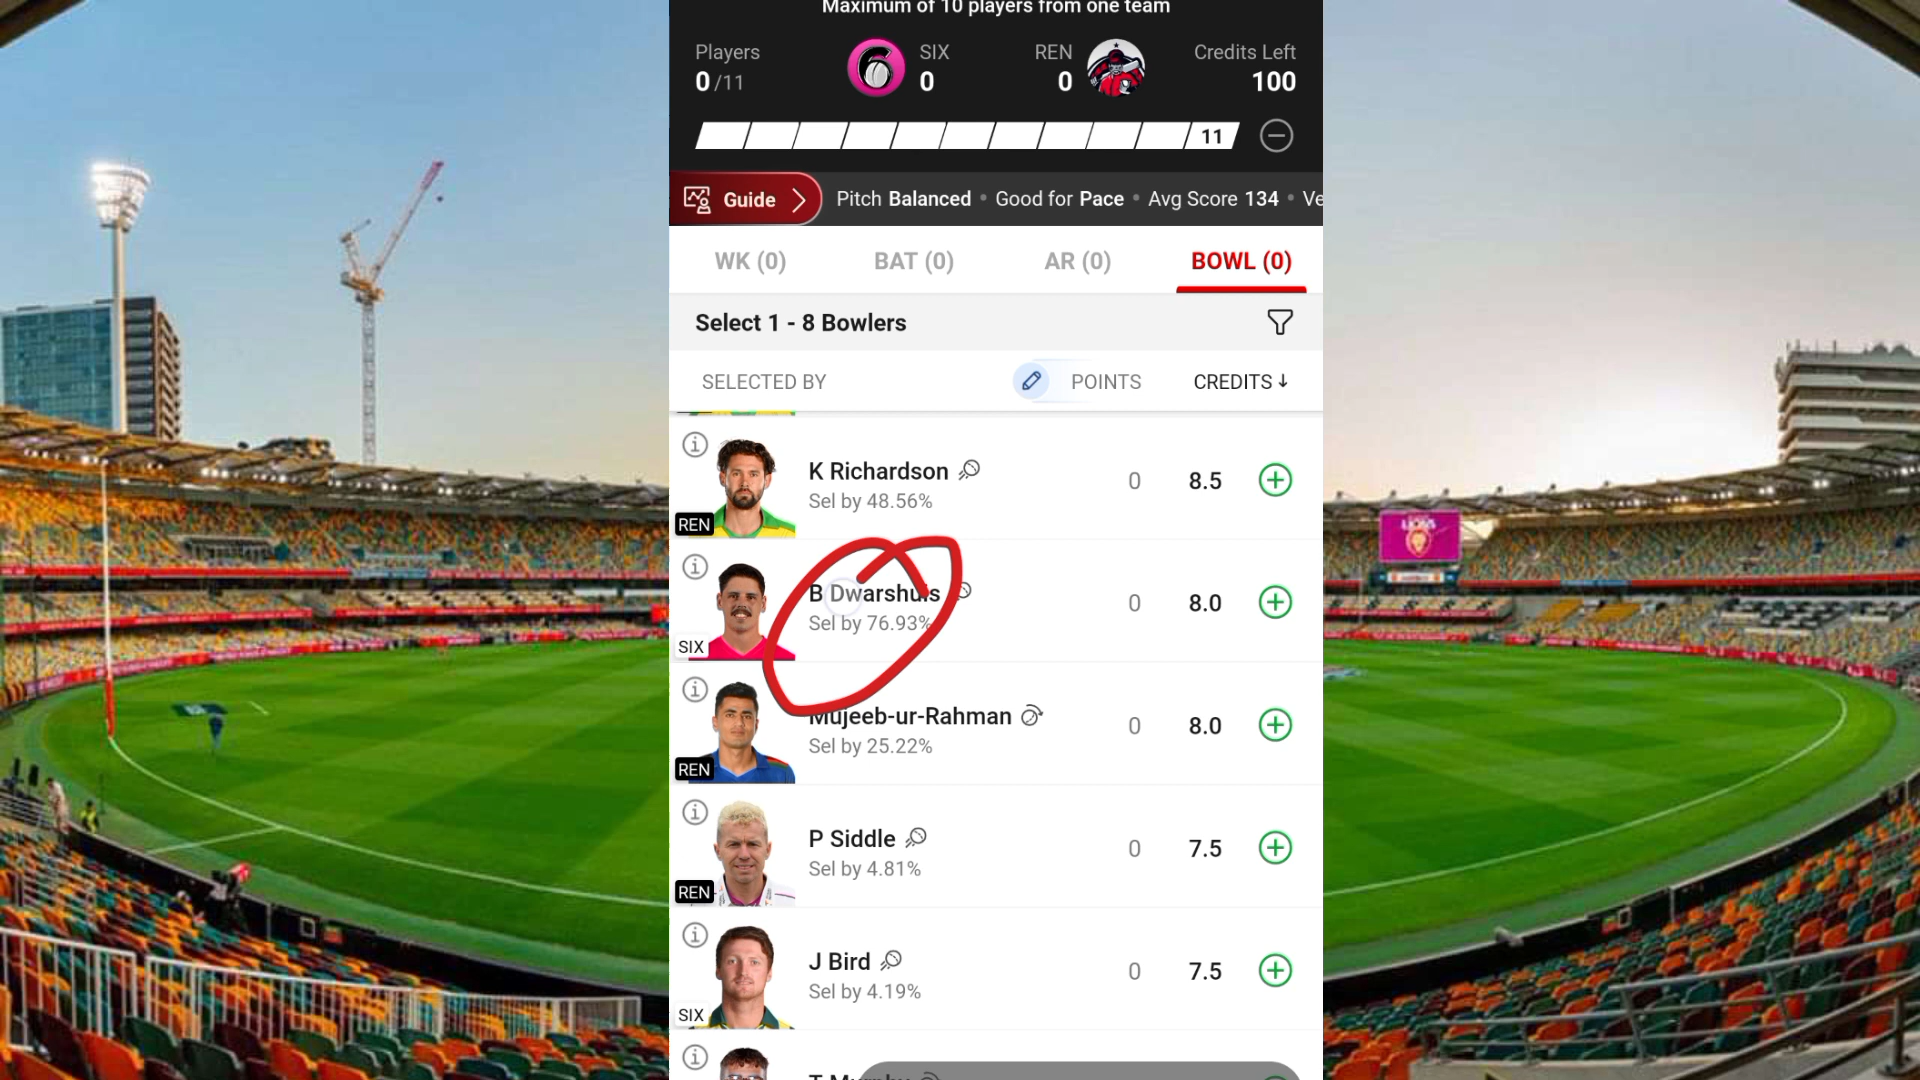 Maximum of 10 players from one team
Players
0/11
SIX
0
REN
0
Credits Left
100
11
Guide
Pitch Balanced • Good for Pace • Avg Score 134 • Ve
WK (0)
BAT (0)
AR (0)
BOWL (0)
Select 1 - 8 Bowlers
SELECTED BY
POINTS
CREDITS↓
K Richardson
Sel by 48.56%
REN
0
8.5
B Dwarshuis
Sel by 76.93%
SIX
0
8.0
Mujeeb-ur-Rahman
Sel by 25.22%
REN
0
8.0
P Siddle
Sel by 4.81%
REN
0
7.5
J Bird
Sel by 4.19%
SIX
0
7.5
LIONS